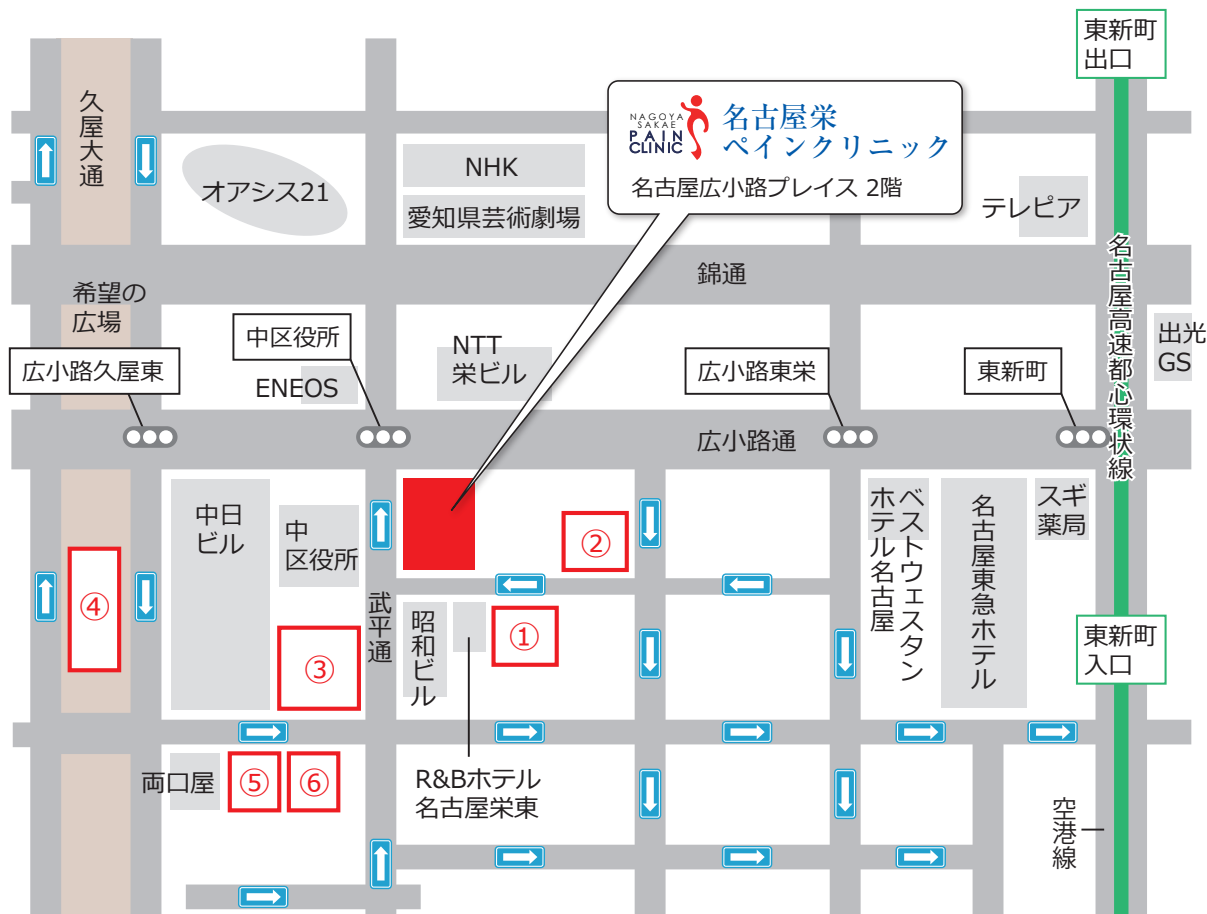 東新町
出口
久屋大通
NAGOYA
SAKAE
PAIN
CLINIC
名古屋栄
ペインクリニック
名古屋広小路プレイス 2階
オアシス21
NHK
愛知県芸術劇場
テレピア
名古屋高速都心環状線
錦通
希望の
広場
中区役所
NTT
栄ビル
出光
GS
広小路久屋東
広小路東栄
東新町
ENEOS
広小路通
中日
ビル
中
区役所
②
ベストウェスタン
ホテル名古屋
名古屋東急ホテル
スギ
薬局
④
武平通
昭和ビル
①
③
東新町
入口
両口屋
⑤
⑥
R&Bホテル
名古屋栄東
空港線